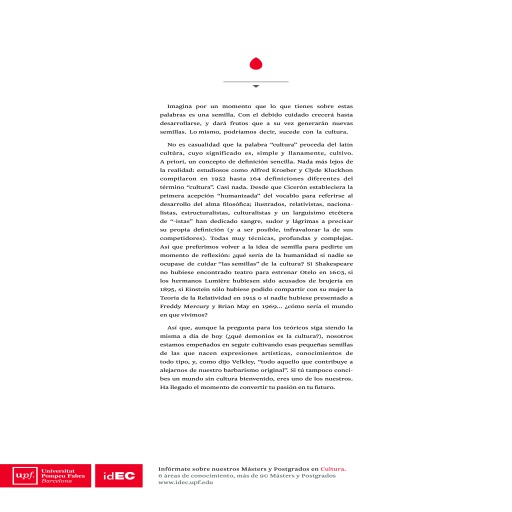 Imagina por un momento que lo que tienes sobre estas
palabras es una semilla. Con el debido cuidado crecerá hasta
desarrollarse, y dará frutos que a su vez generarán nuevas
semillas. Lo mismo, podríamos decir, sucede con la cultura.
No es casualidad que la palabra “cultura” proceda del latín
cultūra, cuyo significado es, simple y llanamente, cultivo.
A priori, un concepto de definición sencilla. Nada más lejos de
la realidad: estudiosos como Alfred Kroeber y Clyde Kluckhon
compilaron en 1952 hasta 164 definiciones diferentes del
término “cultura”. Casi nada. Desde que Cicerón estableciera la
primera acepción “humanizada” del vocablo para referirse al
desarrollo del alma filosófica; ilustrados, relativistas, naciona-
listas, estructuralistas, culturalistas y un larguísimo etcétera
de “-istas” han dedicado sangre, sudor y lágrimas a precisar
su propia definición (y a ser posible, infravalorar la de sus
competidores). Todas muy técnicas, profundas y complejas.
Así que preferimos volver a la idea de semilla para pedirte un
momento de reflexión: ¿qué sería de la humanidad si nadie se
ocupase de cuidar “las semillas” de la cultura? Si Shakespeare
no hubiese encontrado teatro para estrenar Otelo en 1603, si
los hermanos Lumière hubiesen sido acusados de brujería en
1895, si Einstein sólo hubiese podido compartir con su mujer la
Teoría de la Relatividad en 1915 o si nadie hubiese presentado a
Freddy Mercury y Brian May en 1969... ¿cómo sería el mundo
en que vivimos?
Así que, aunque la pregunta para los teóricos siga siendo la
misma a día de hoy (¿qué demonios es la cultura?), nosotros
estamos empeñados en seguir cultivando esas pequeñas semillas
de las que nacen expresiones artísticas, conocimientos de
todo tipo, y, como dijo Velkley, “todo aquello que contribuye a
alejarnos de nuestro barbarismo original”. Si tú tampoco conci-
bes un mundo sin cultura bienvenido, eres uno de los nuestros.
Ha llegado el momento de convertir tu pasión en tu futuro.
upf. Universitat
Pompeu Fabra
Barcelona
idEC
Infórmate sobre nuestros Másters y Postgrados en Cultura.
6 áreas de conocimiento, más de 90 Másters y Postgrados
www.idec.upf.edu